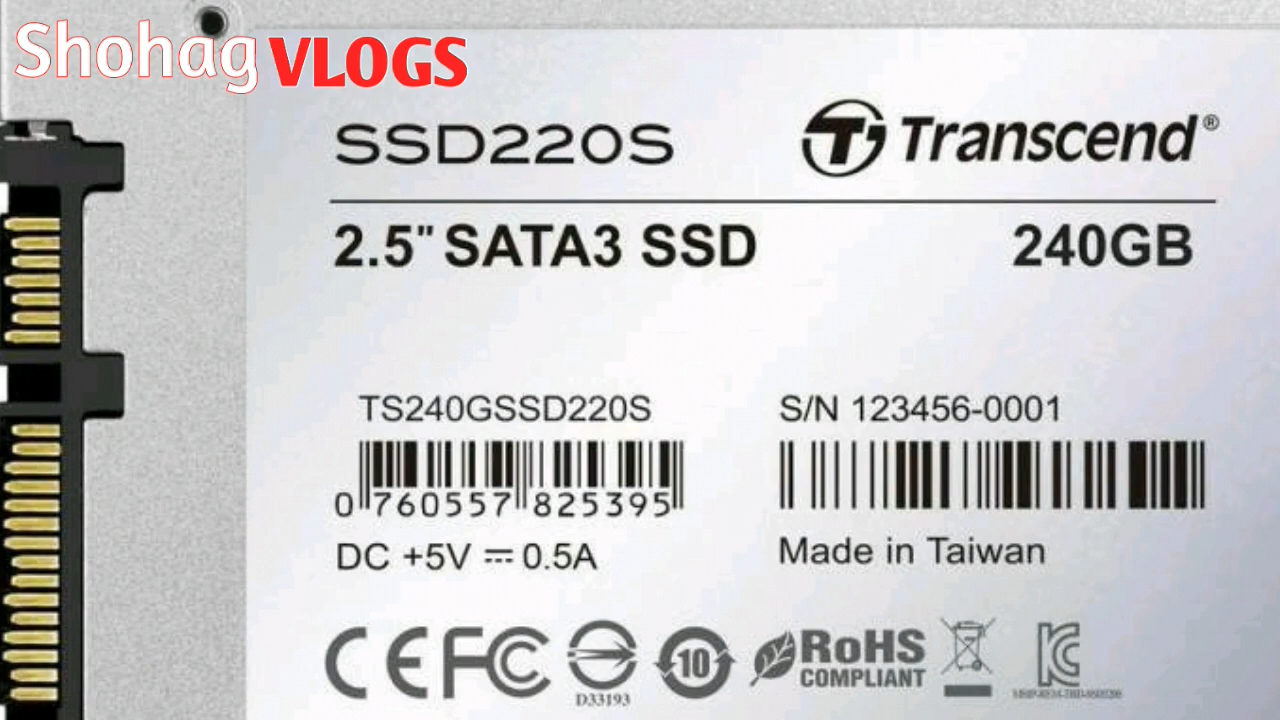 Shohag VLOGS
SSD220S
Transcend®
2.5" SATA3 SSD
240GB
TS240GSSD220S
0 760557 825395
DC +5V ⎓ 0.5A
S/N 123456-0001
Made in Taiwan
CE FC
D33193
10
RoHS
COMPLIANT
KC